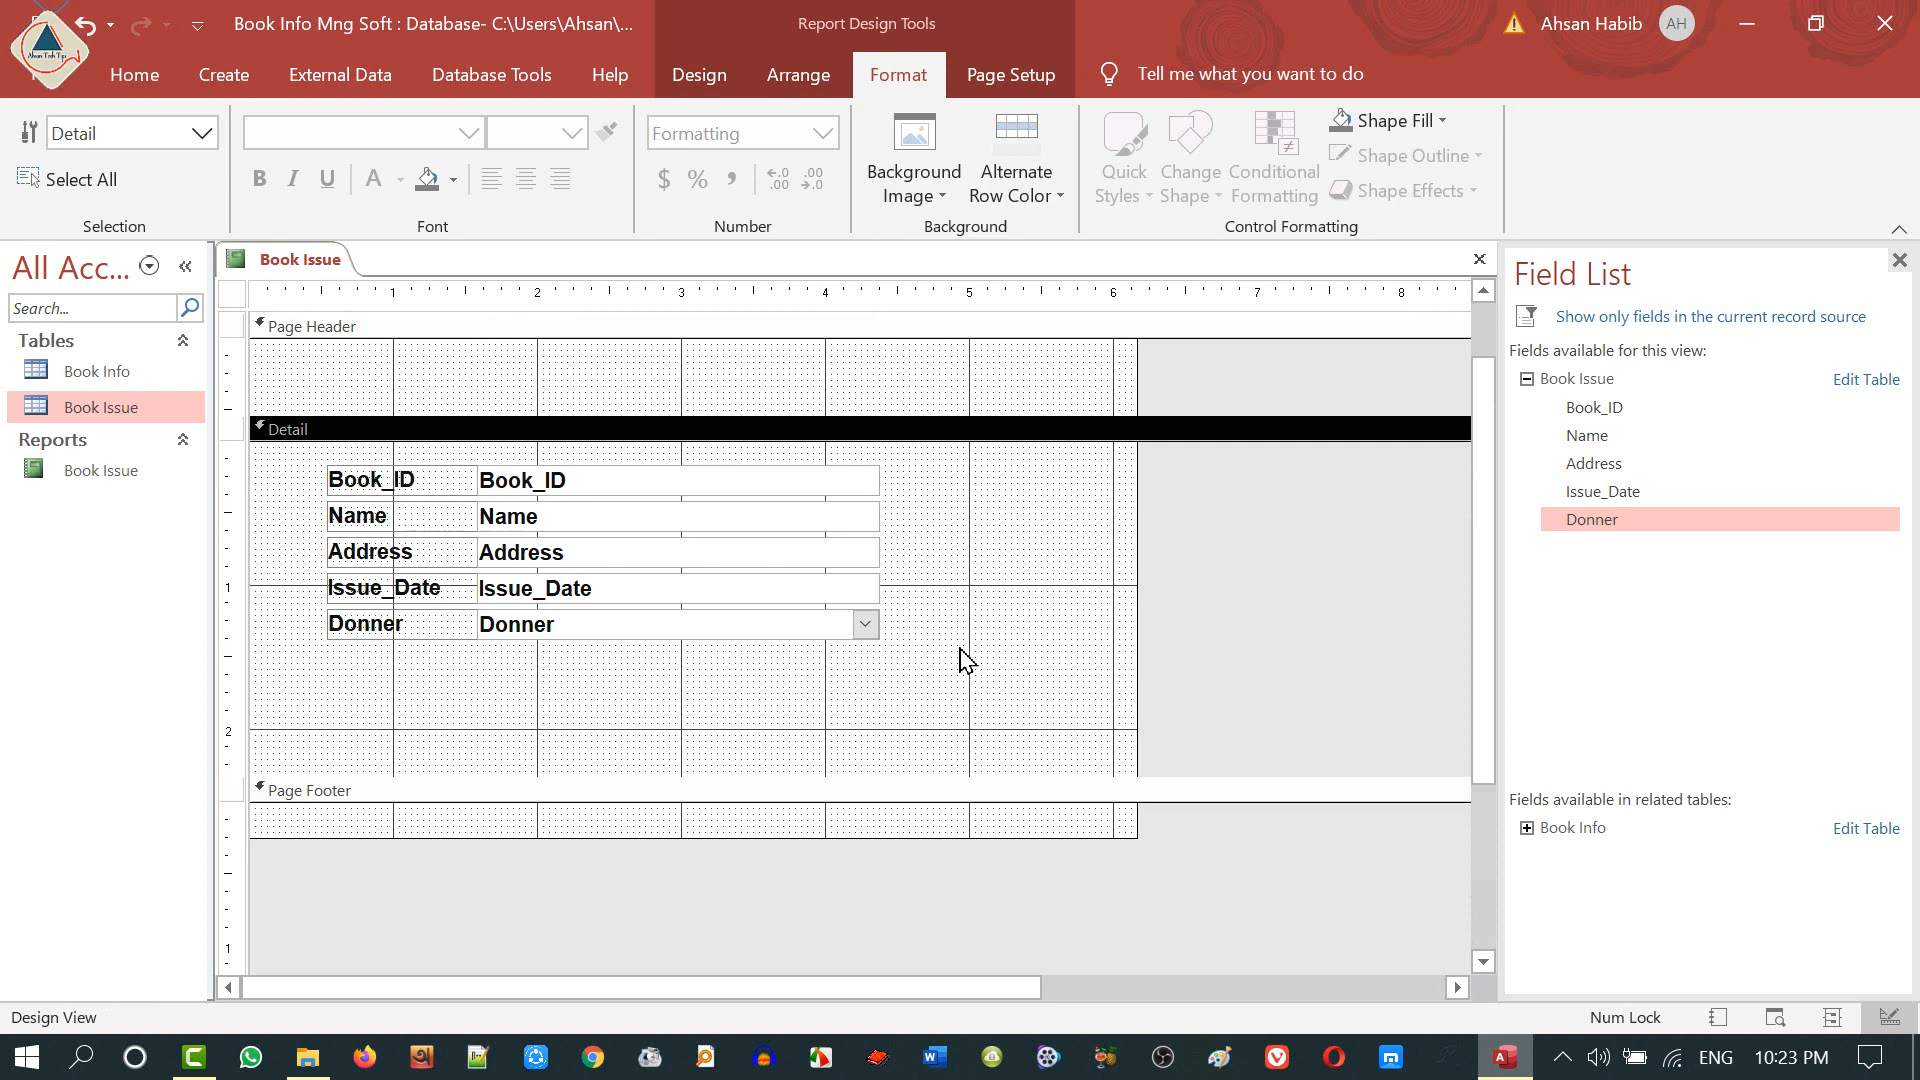 Book Info Mng Soft : Database- C:\Users\Ahsan\...
Report Design Tools
Ahsan Habib
AH
Ahsan Tech Tips
Home
Create
External Data
Database Tools
Help
Design
Arrange
Format
Page Setup
Tell me what you want to do
Detail
Select All
Selection
B I U A
Font
Formatting
$ % ,
Number
Background Image
Alternate Row Color
Background
Quick Styles
Change Shape
Conditional Formatting
Shape Fill
Shape Outline
Shape Effects
Control Formatting
All Acc...
Search...
Tables
Book Info
Book Issue
Reports
Book Issue
Book Issue
1 2 3 4 5 6 7 8
Page Header
Detail
Book_ID Book_ID
Name Name
Address Address
Issue_Date Issue_Date
Donner Donner
1
2
Page Footer
1
Field List
Show only fields in the current record source
Fields available for this view:
Book Issue Edit Table
Book_ID
Name
Address
Issue_Date
Donner
Fields available in related tables:
Book Info Edit Table
Design View
Num Lock
ENG
10:23 PM